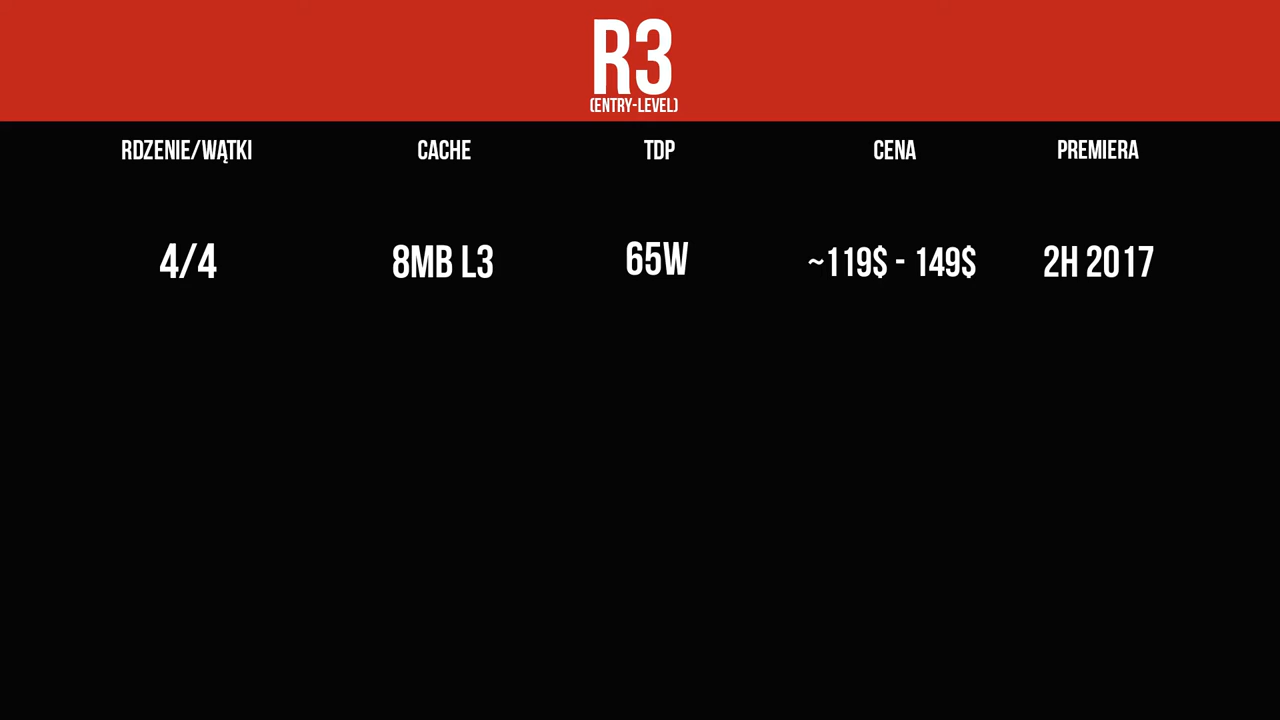 R3
(ENTRY-LEVEL)
RDZENIE/WĄTKI CACHE TDP CENA PREMIERA
4/4 8MB L3 65W ~119$ - 149$ 2H 2017